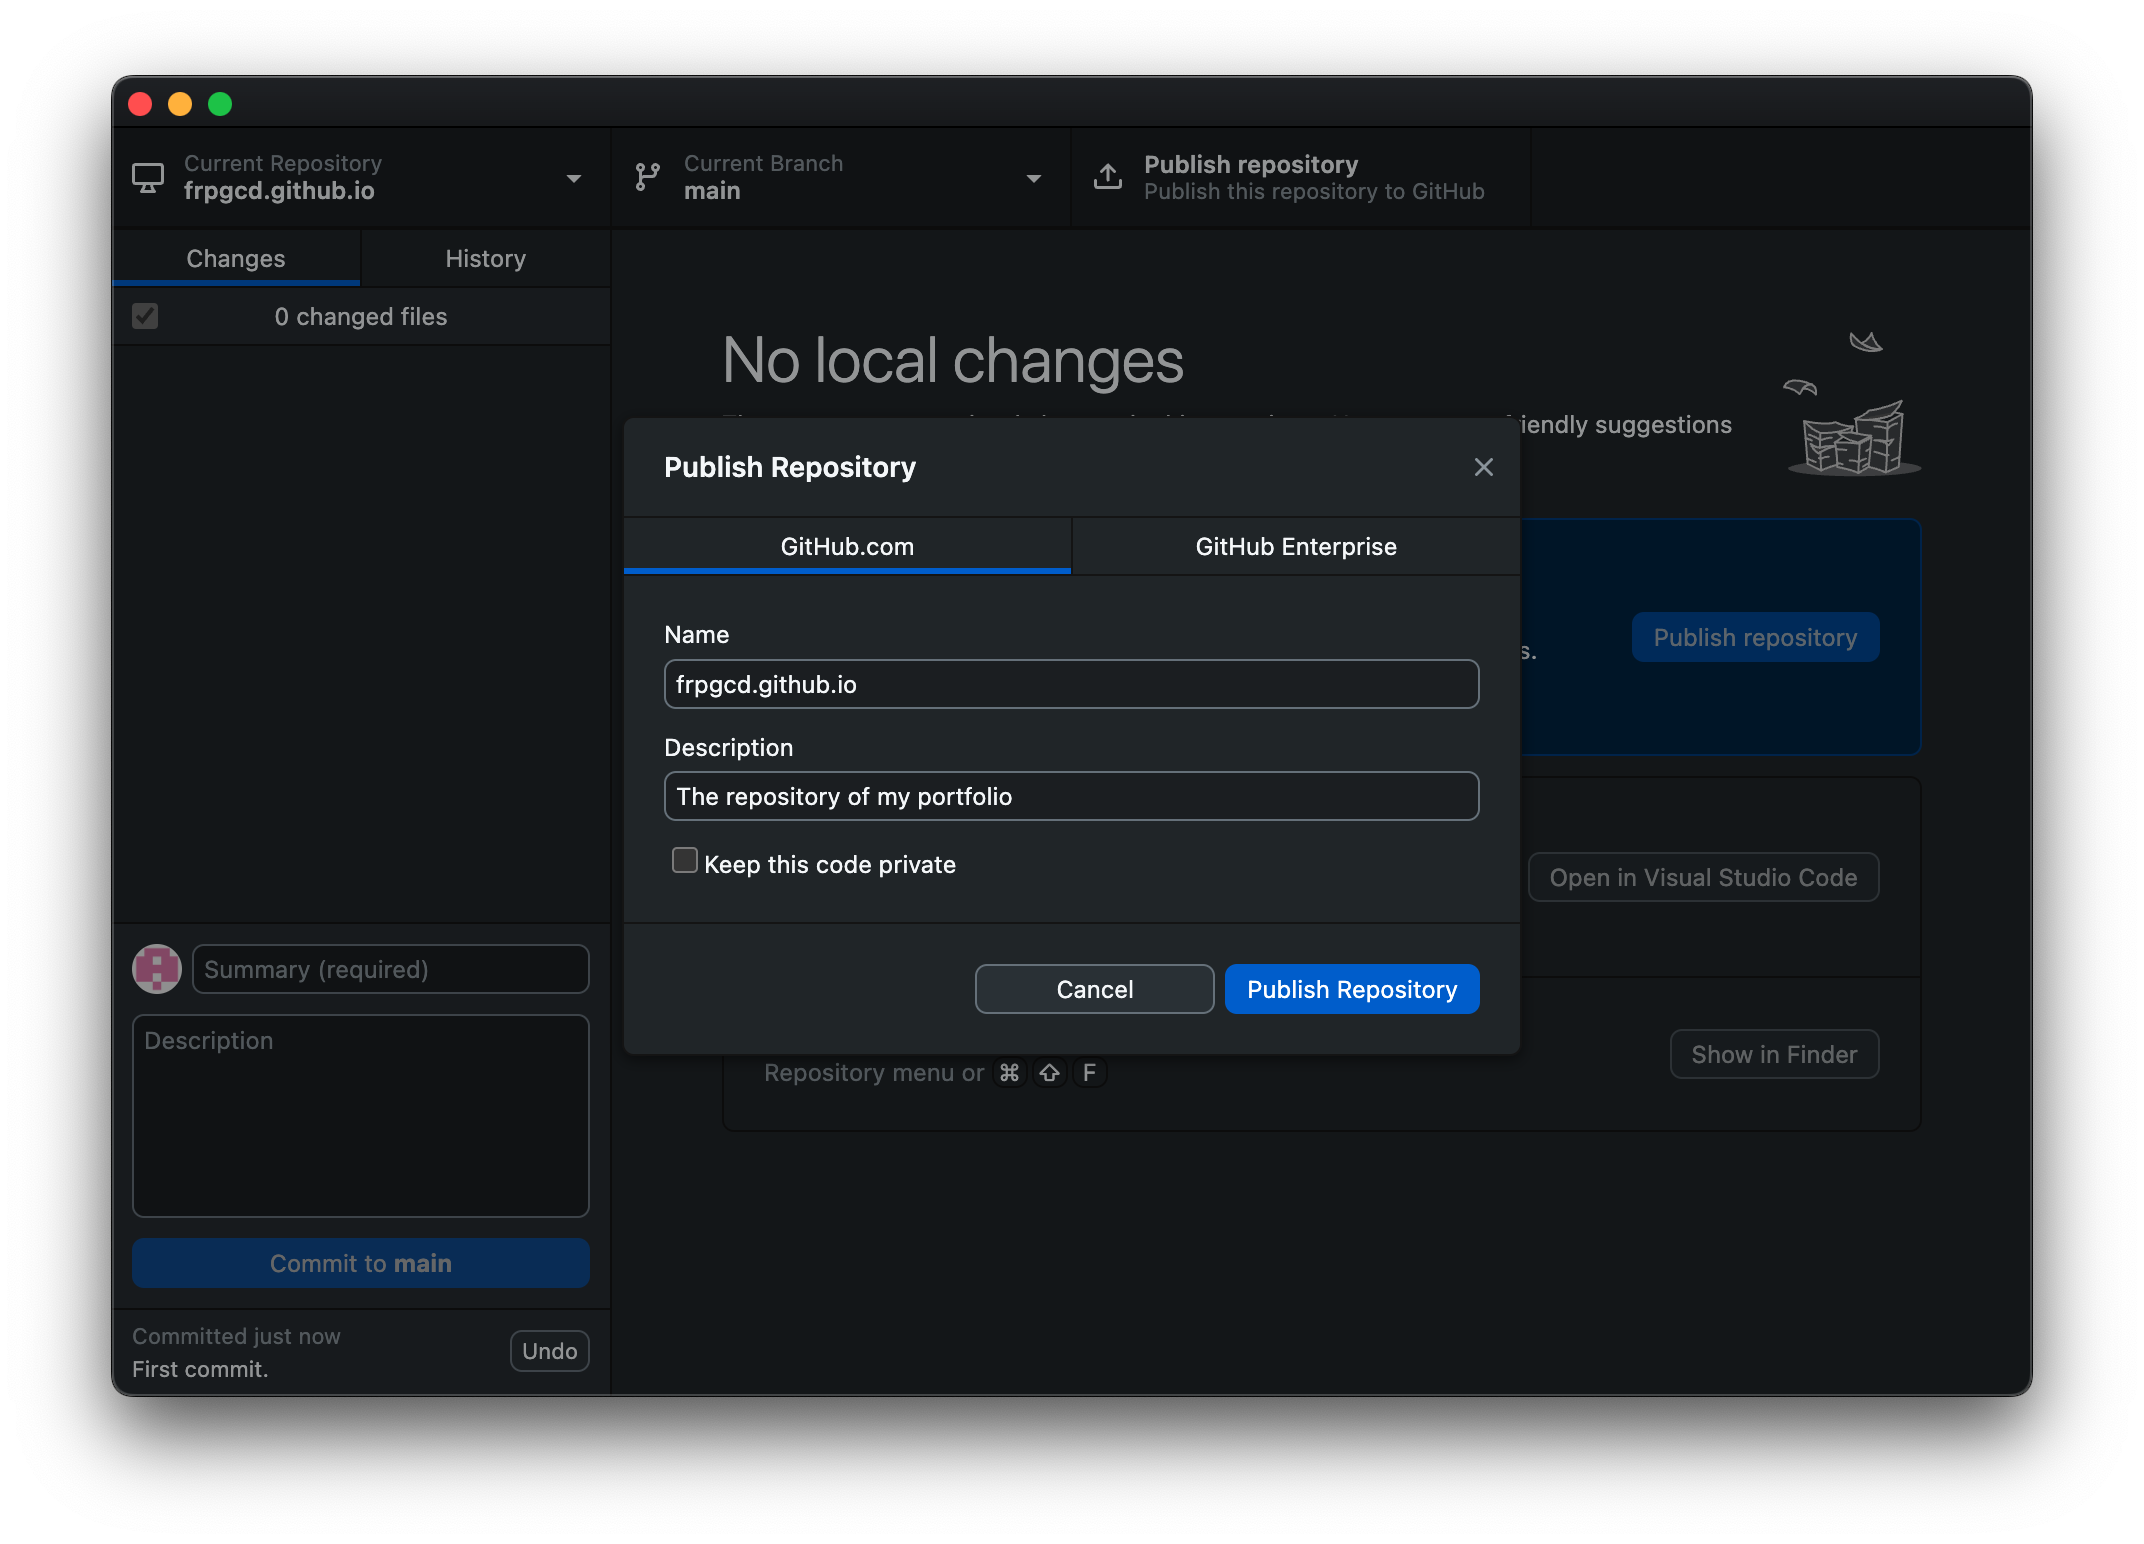 Current Repository
frpgcd.github.io
Current Branch
main
Publish repository
Publish this repository to GitHub
Changes
History
0 changed files
No local changes
friendly suggestions
Publish Repository
GitHub.com
GitHub Enterprise
Name
frpgcd.github.io
s.
Publish repository
Description
The repository of my portfolio
Keep this code private
Open in Visual Studio Code
Cancel
Publish Repository
Summary (required)
Description
Show in Finder
Repository menu or ⌘ ⇧ F
Commit to main
Committed just now
First commit.
Undo